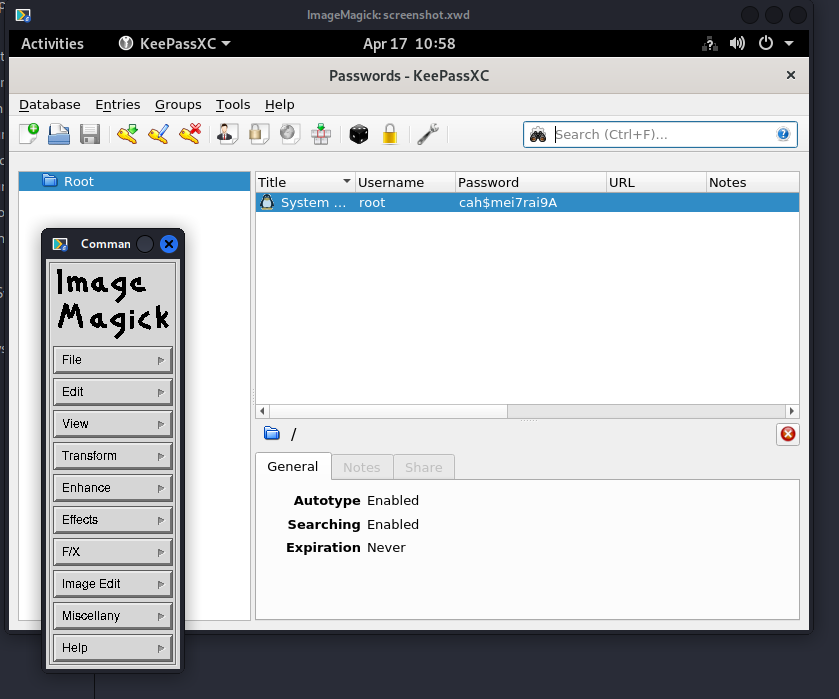 ImageMagick: screenshot.xwd
Activities KeePassXC Apr 17 10:58
Passwords - KeePassXC
Database Entries Groups Tools Help
Search (Ctrl+F)...
Root
Title Username Password URL Notes
System ... root cah$mei7rai9A
Comman
Image
Magick
File
Edit
View
Transform
Enhance
Effects
F/X
Image Edit
Miscellany
Help
/
General Notes Share
Autotype Enabled
Searching Enabled
Expiration Never